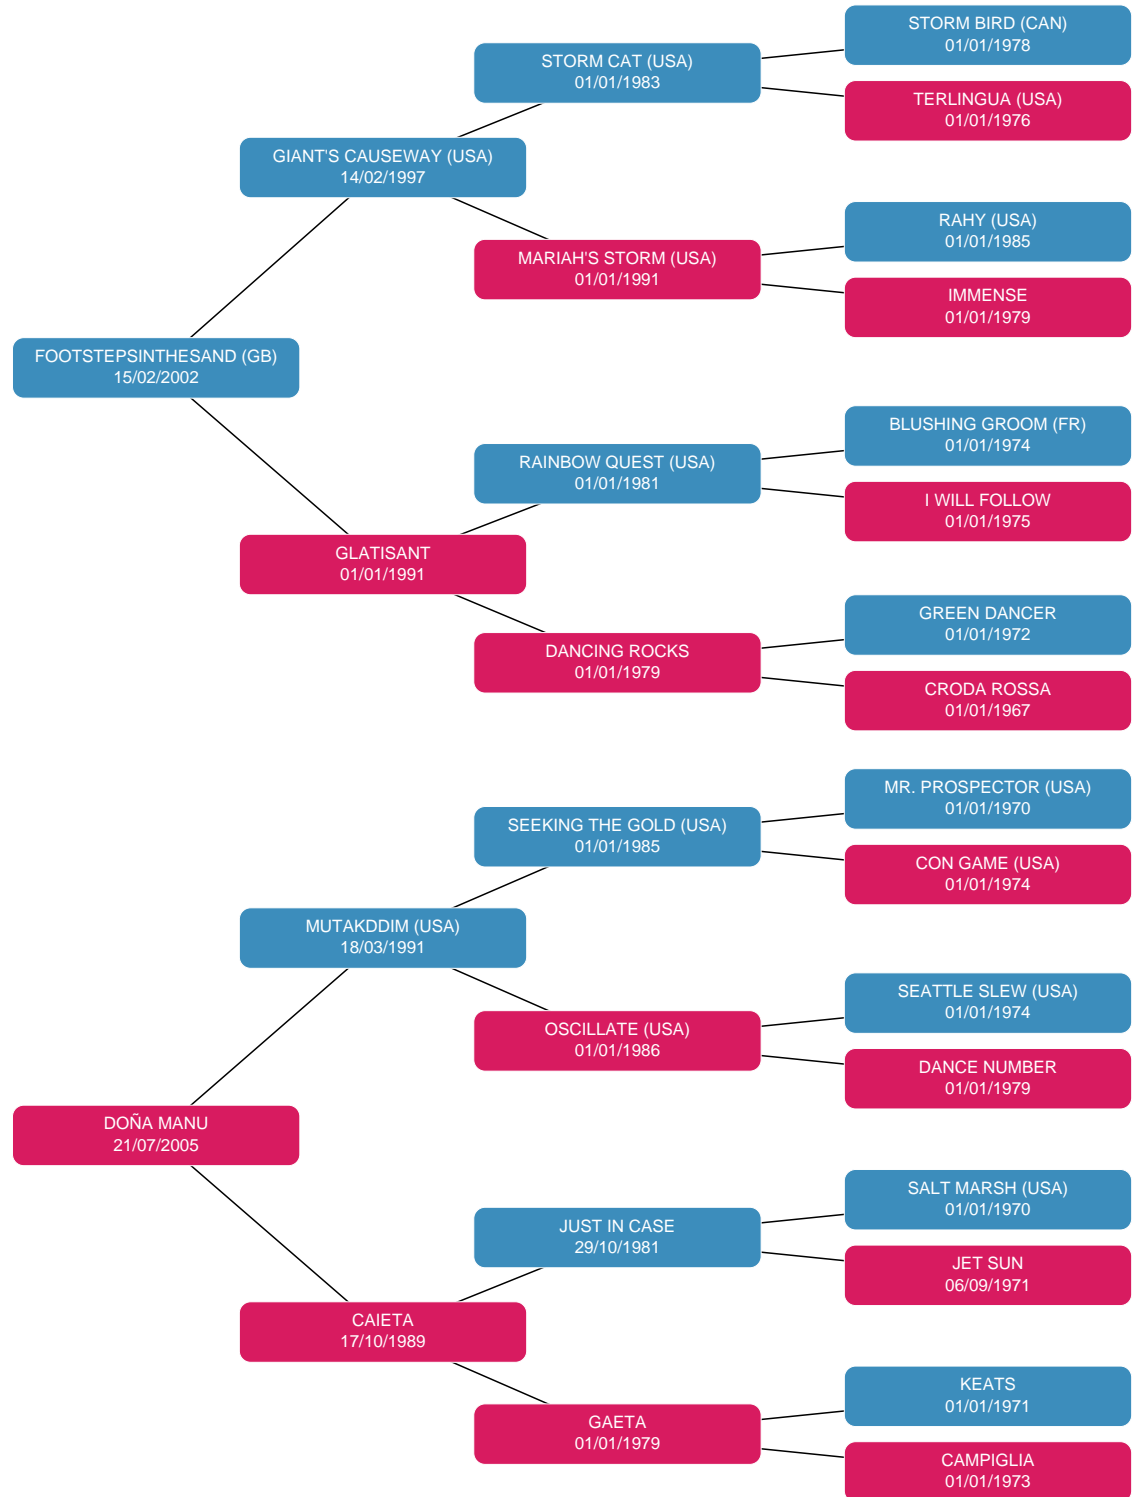 STORM BIRD (CAN)
01/01/1978
STORM CAT (USA)
01/01/1983
TERLINGUA (USA)
01/01/1976
GIANT'S CAUSEWAY (USA)
14/02/1997
RAHY (USA)
01/01/1985
MARIAH'S STORM (USA)
01/01/1991
IMMENSE
01/01/1979
FOOTSTEPSINTHESAND (GB)
15/02/2002
BLUSHING GROOM (FR)
01/01/1974
RAINBOW QUEST (USA)
01/01/1981
I WILL FOLLOW
01/01/1975
GLATISANT
01/01/1991
GREEN DANCER
01/01/1972
DANCING ROCKS
01/01/1979
CRODA ROSSA
01/01/1967
MR. PROSPECTOR (USA)
01/01/1970
SEEKING THE GOLD (USA)
01/01/1985
CON GAME (USA)
01/01/1974
MUTAKDDIM (USA)
18/03/1991
SEATTLE SLEW (USA)
01/01/1974
OSCILLATE (USA)
01/01/1986
DANCE NUMBER
01/01/1979
DOÑA MANU
21/07/2005
SALT MARSH (USA)
01/01/1970
JUST IN CASE
29/10/1981
JET SUN
06/09/1971
CAIETA
17/10/1989
KEATS
01/01/1971
GAETA
01/01/1979
CAMPIGLIA
01/01/1973